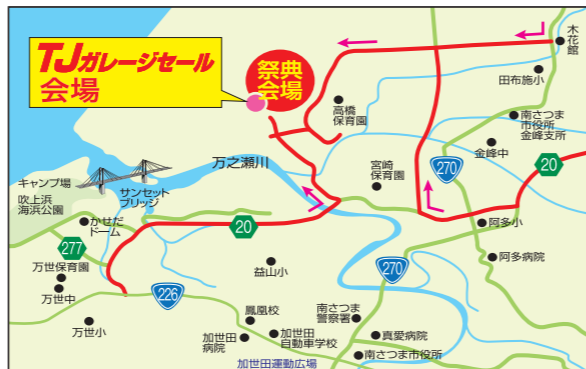 TJガレージセール
会場
祭典
会場
木花
館
田布施小
高橋
保育園
南さつま
市役所
金峰支所
金峰中
270
20
宮崎
保育園
万之瀬川
キャンプ場
吹上浜
海浜公園
サンセット
ブリッジ
かせだ
ドーム
277
20
阿多小
阿多病院
万世保育園
万世中
226
益山小
270
万世小
鳳凰校
加世田
病院
加世田
自動車学校
南さつま
警察署
真愛病院
南さつま市役所
加世田運動広場